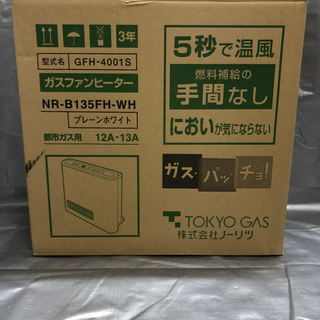 3年
型式名 GFH-4001S
ガスファンヒーター
NR-B135FH-WH
プレーンホワイト
都市ガス用 12A・13A
5秒で温風
燃料補給の
手間なし
においが気にならない
ガス・パッチョ!
TOKYO GAS
株式会社ノーリツ